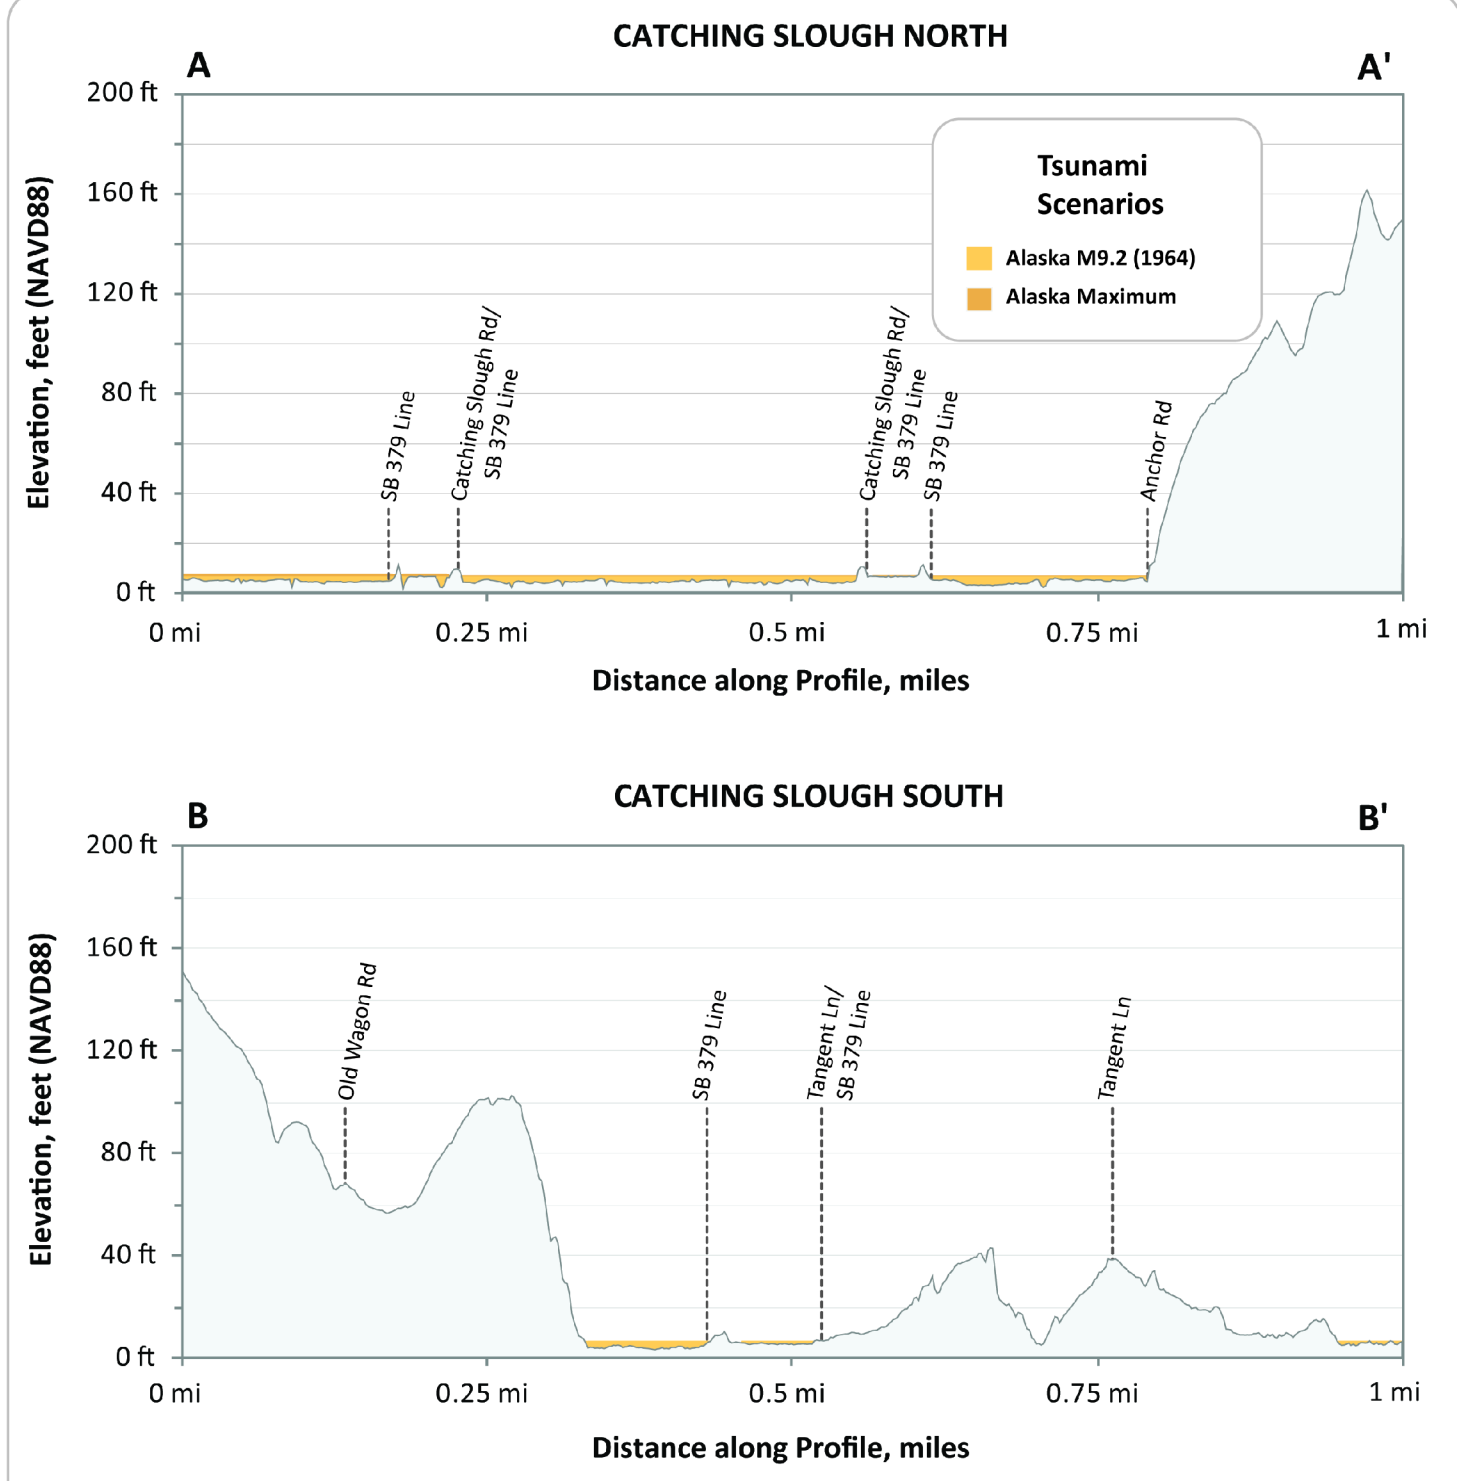 CATCHING SLOUGH NORTH
A
A'
200 ft
160 ft
120 ft
80 ft
40 ft
0 ft
Elevation, feet (NAVD88)
Tsunami
Scenarios
Alaska M9.2 (1964)
Alaska Maximum
SB 379 Line
Catching Slough Rd/
SB 379 Line
Catching Slough Rd/
SB 379 Line
SB 379 Line
Anchor Rd
0 mi
0.25 mi
0.5 mi
0.75 mi
1 mi
Distance along Profile, miles
CATCHING SLOUGH SOUTH
B
B'
200 ft
160 ft
120 ft
80 ft
40 ft
0 ft
Elevation, feet (NAVD88)
Old Wagon Rd
SB 379 Line
Tangent Ln/
SB 379 Line
Tangent Ln
0 mi
0.25 mi
0.5 mi
0.75 mi
1 mi
Distance along Profile, miles